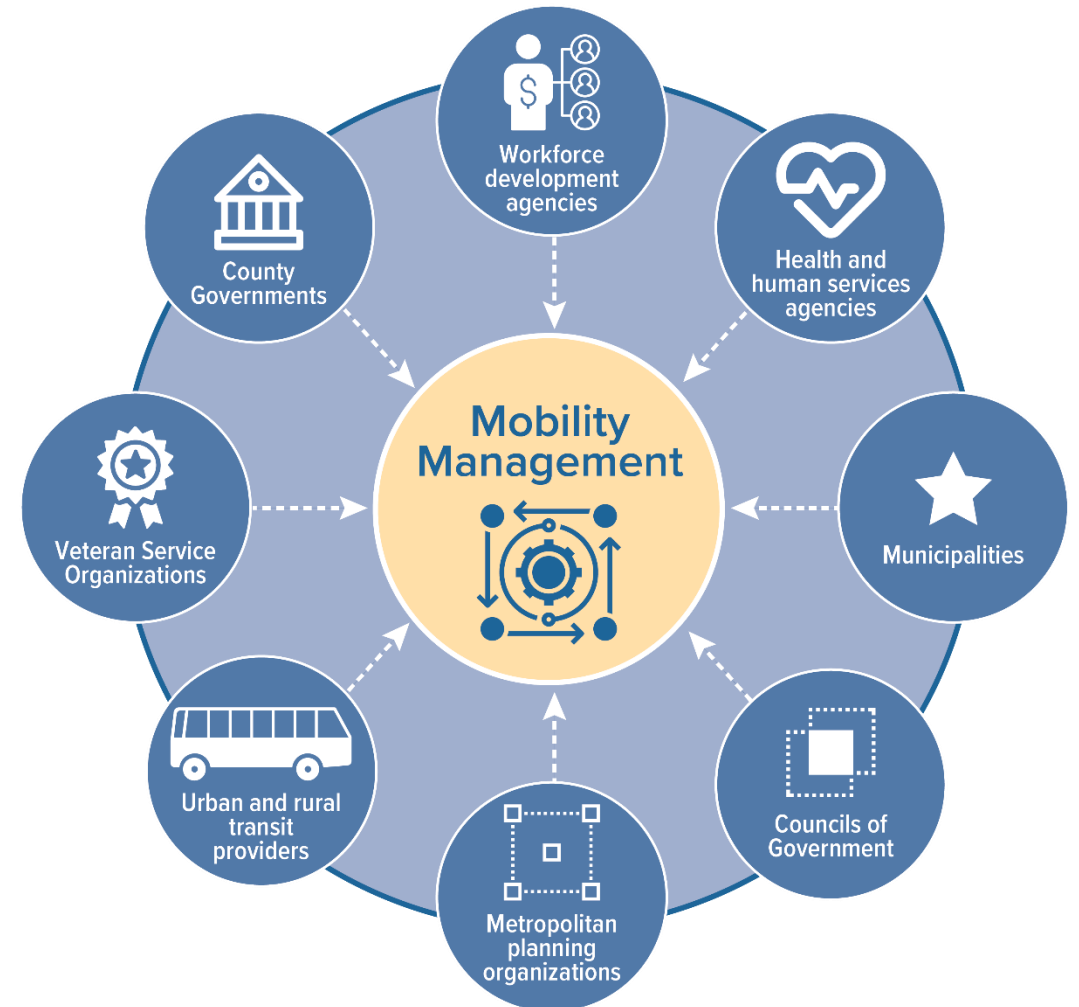 Workforce
development
agencies
Health and
human services
agencies
Municipalities
Councils of
Government
Metropolitan
planning
organizations
Urban and rural
transit
providers
Veteran Service
Organizations
County
Governments
Mobility
Management
$